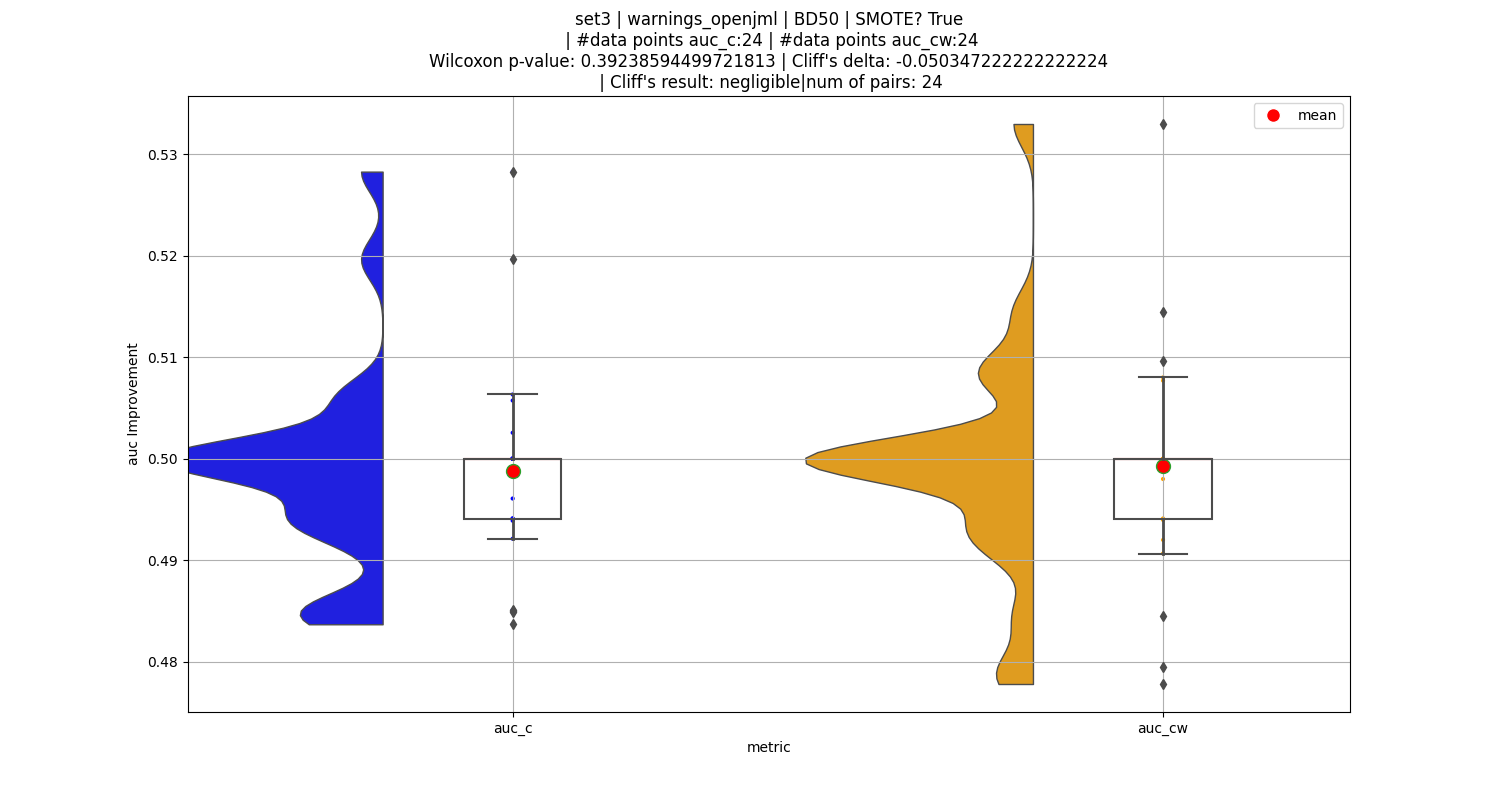 set3 | warnings_openjml | BD50 | SMOTE? True
| #data points auc_c:24 | #data points auc_cw:24
Wilcoxon p-value: 0.39238594499721813 | Cliff's delta: -0.050347222222222224
| Cliff's result: negligible|num of pairs: 24
mean
0.53
0.52
0.51
0.50
0.49
0.48
auc Improvement
auc_c
auc_cw
metric